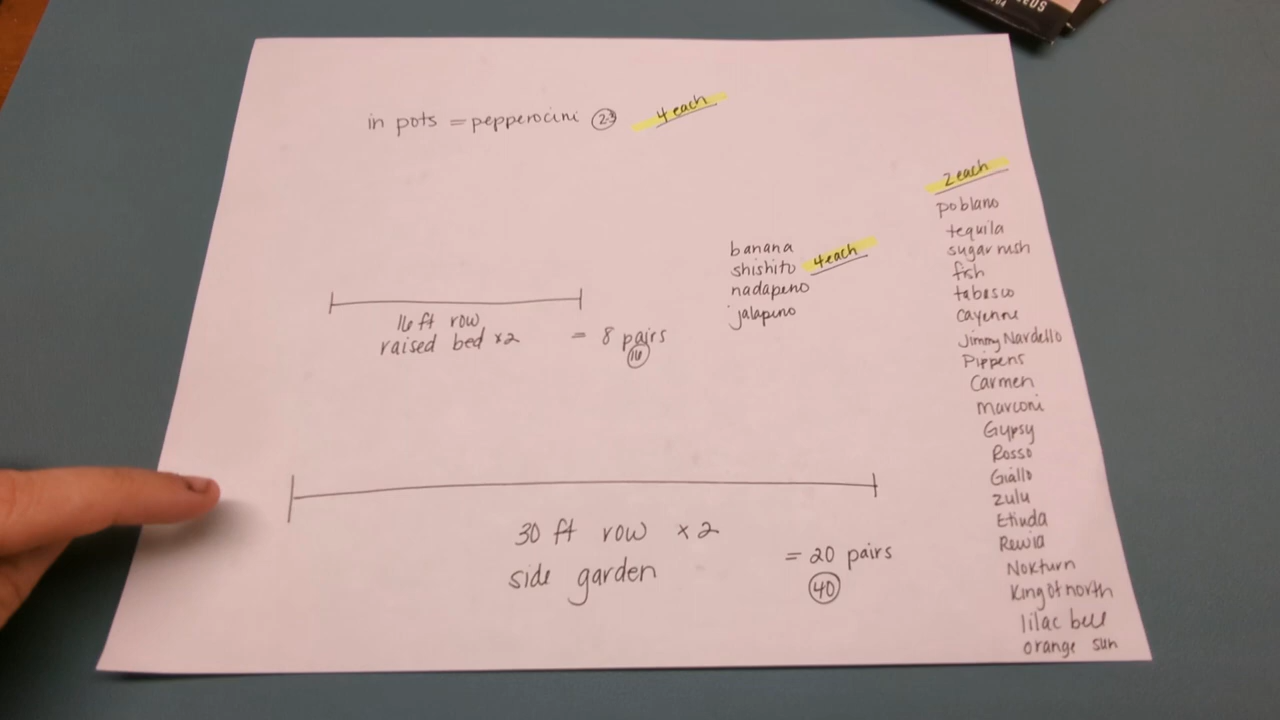 in pots = pepperocini 23 4 each
banana
shishito 4 each
nadapeno
jalapeno
16 ft row
raised bed x2 = 8 pairs
16
30 ft row x2
side garden
= 20 pairs
40
2 each
poblano
tequila
sugar rush
fish
tabasco
cayenne
Jimmy Nardello
Pippens
Carmen
marconi
Gypsy
Rosso
Giallo
zulu
Etiuda
Rewia
Nokturn
King of north
lilac bell
orange sun